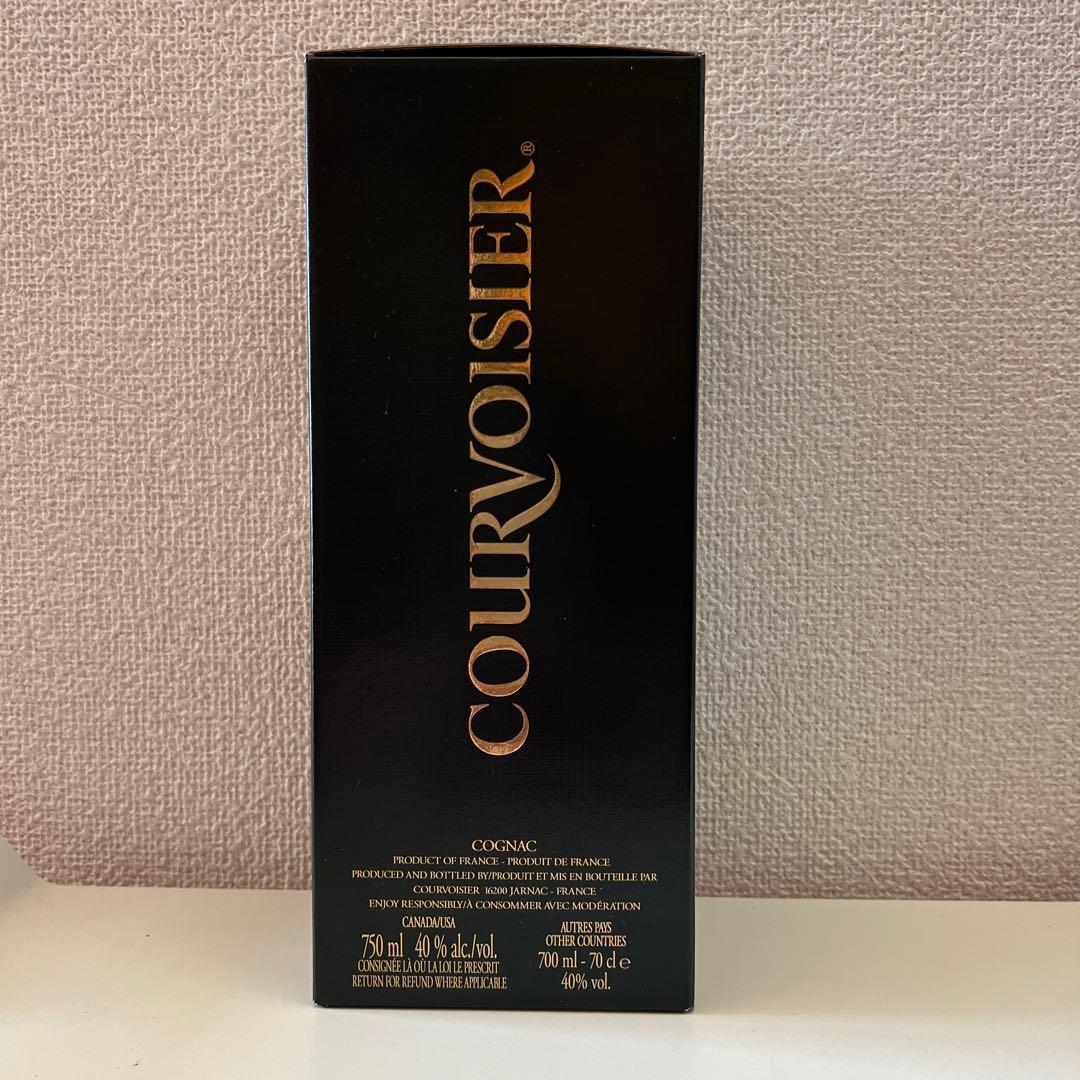 COURVOISIER®
COGNAC
PRODUCT OF FRANCE - PRODUIT DE FRANCE
PRODUCED AND BOTTLED BY/PRODUIT ET MIS EN BOUTEILLE PAR
COURVOISIER 16200 JARNAC - FRANCE -
ENJOY RESPONSIBLY/À CONSOMMER AVEC MODÉRATION
CANADA/USA
750 ml 40 % alc./vol.
CONSIGNÉE LÀ OÙ LA LOI LE PRESCRIT
RETURN FOR REFUND WHERE APPLICABLE
AUTRES PAYS
OTHER COUNTRIES
700 ml - 70 cl e
40% vol.